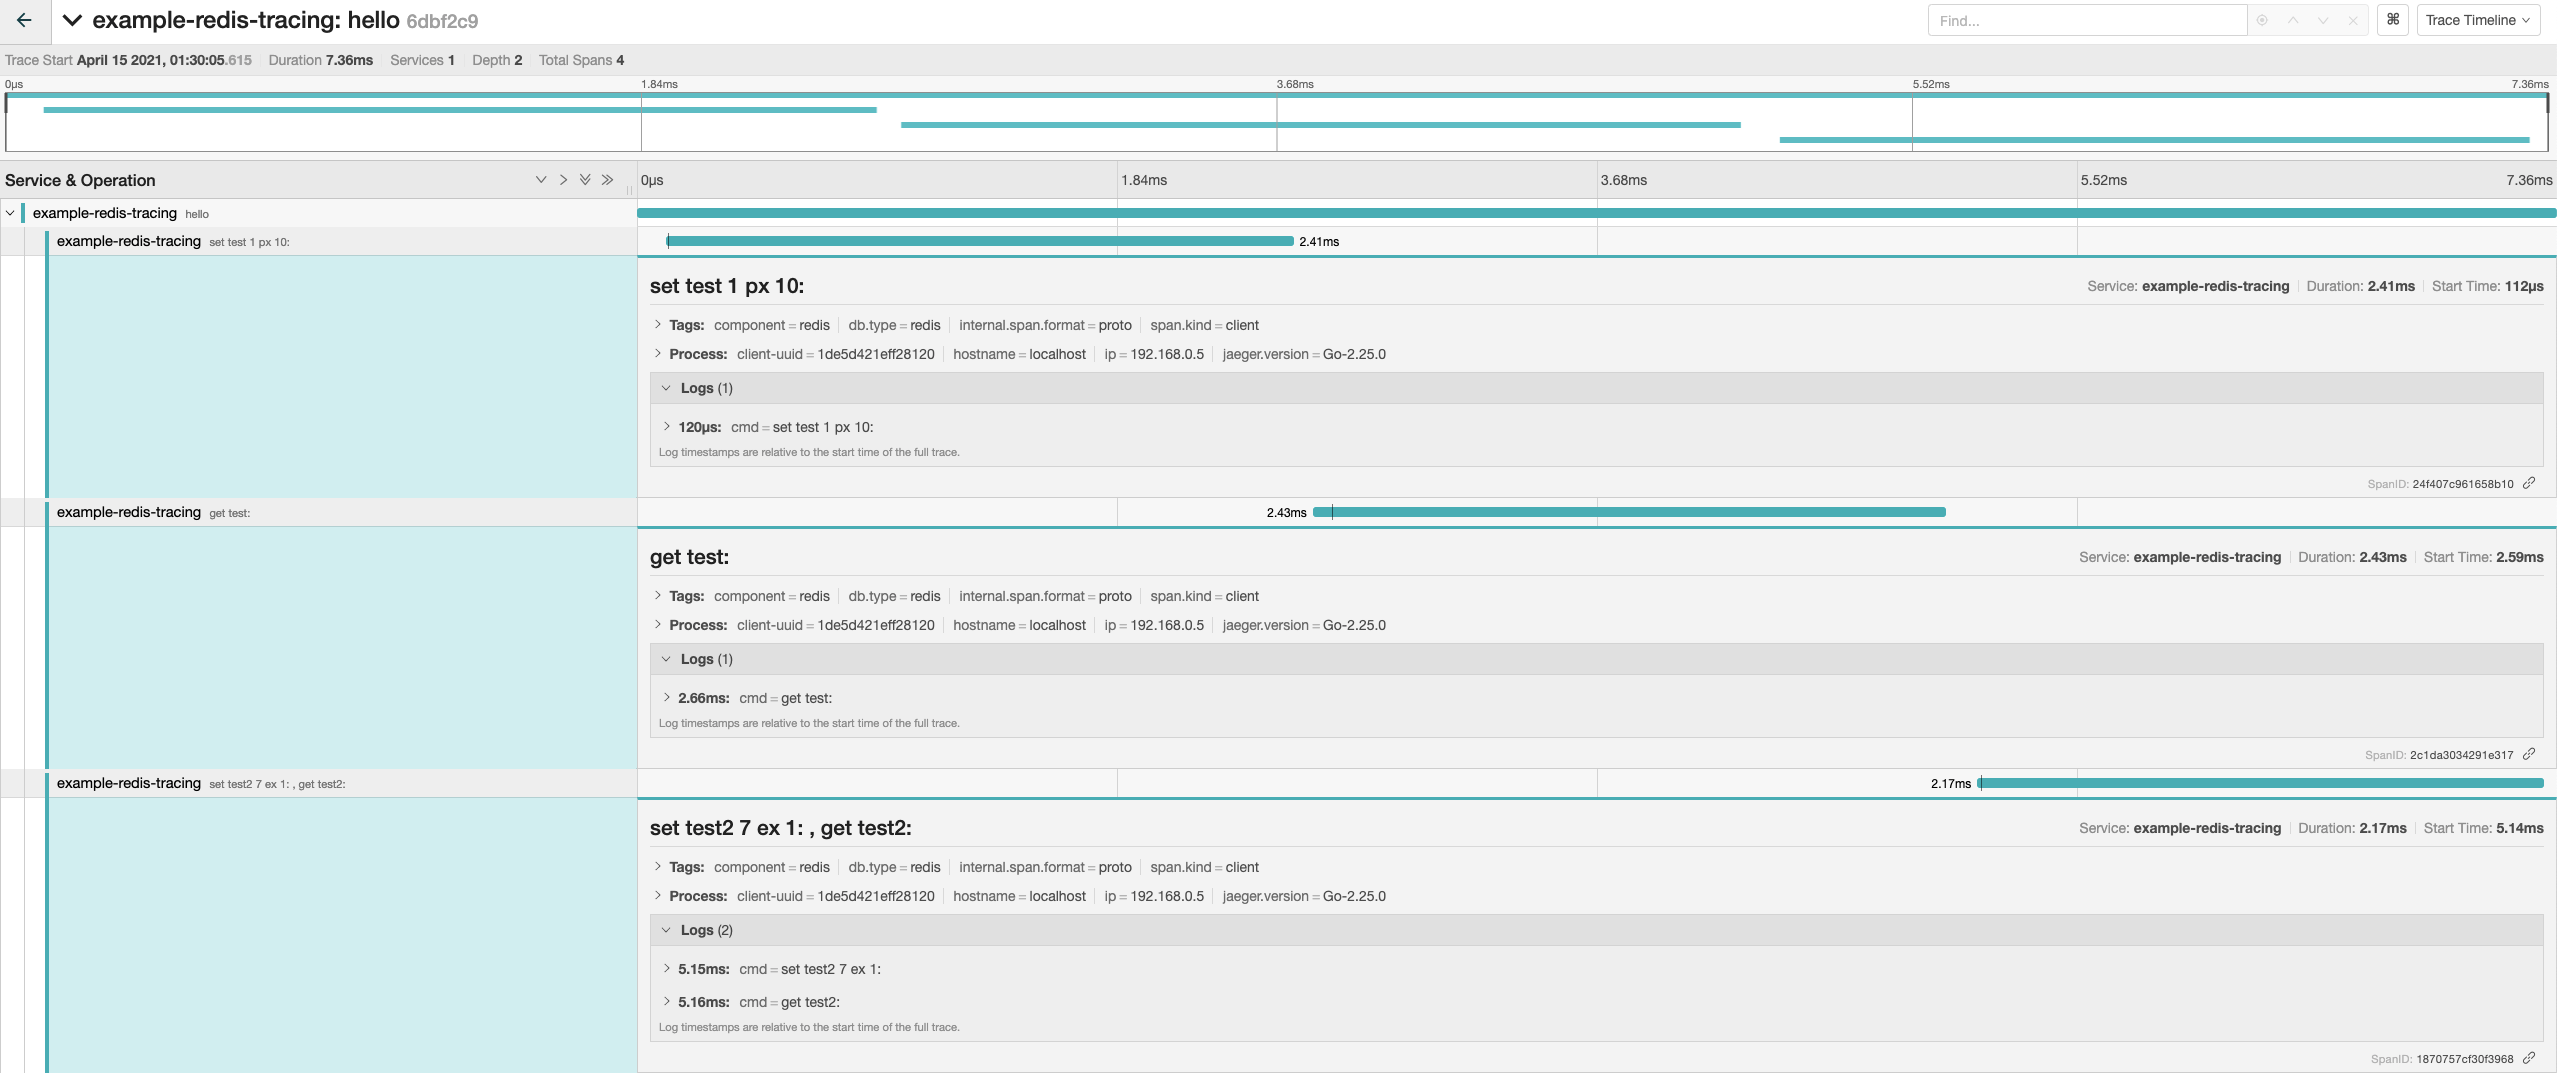 example-redis-tracing: hello 6dbf2c9 Find... ⌘ Trace Timeline
Trace Start April 15 2021, 01:30:05.615 Duration 7.36ms Services 1 Depth 2 Total Spans 4
0μs 1.84ms 3.68ms 5.52ms 7.36ms
Service & Operation 0μs 1.84ms 3.68ms 5.52ms 7.36ms
example-redis-tracing hello
example-redis-tracing set test 1 px 10: 2.41ms
set test 1 px 10: Service: example-redis-tracing Duration: 2.41ms Start Time: 112μs
Tags: component = redis db.type = redis internal.span.format = proto span.kind = client
Process: client-uuid = 1de5d421eff28120 hostname = localhost ip = 192.168.0.5 jaeger.version = Go-2.25.0
Logs (1)
120μs: cmd = set test 1 px 10:
Log timestamps are relative to the start time of the full trace.
SpanID: 24f407c961658b10
example-redis-tracing get test: 2.43ms
get test: Service: example-redis-tracing Duration: 2.43ms Start Time: 2.59ms
Tags: component = redis db.type = redis internal.span.format = proto span.kind = client
Process: client-uuid = 1de5d421eff28120 hostname = localhost ip = 192.168.0.5 jaeger.version = Go-2.25.0
Logs (1)
2.66ms: cmd = get test:
Log timestamps are relative to the start time of the full trace.
SpanID: 2c1da3034291e317
example-redis-tracing set test2 7 ex 1: , get test2: 2.17ms
set test2 7 ex 1: , get test2: Service: example-redis-tracing Duration: 2.17ms Start Time: 5.14ms
Tags: component = redis db.type = redis internal.span.format = proto span.kind = client
Process: client-uuid = 1de5d421eff28120 hostname = localhost ip = 192.168.0.5 jaeger.version = Go-2.25.0
Logs (2)
5.15ms: cmd = set test2 7 ex 1:
5.16ms: cmd = get test2:
Log timestamps are relative to the start time of the full trace.
SpanID: 1870757cf30f3968